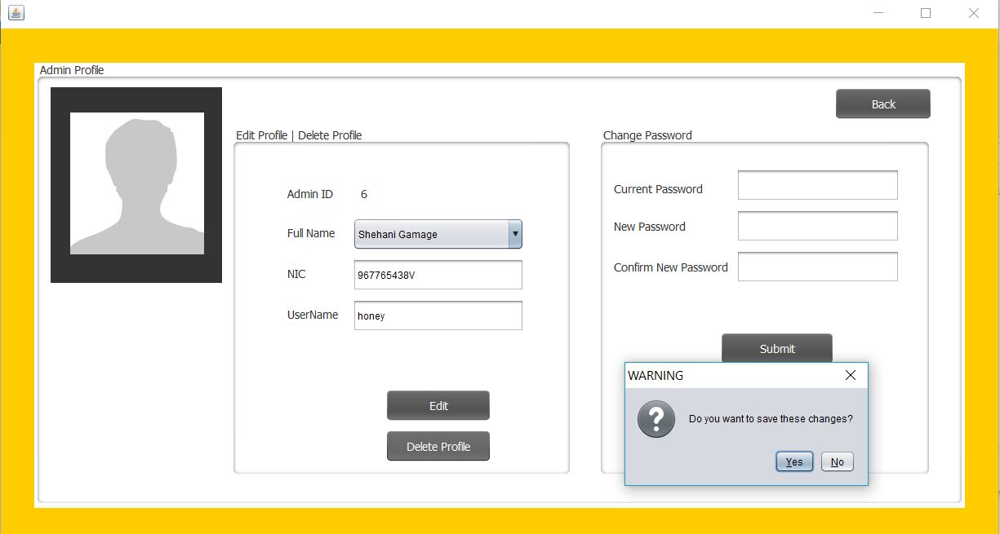 Admin Profile
Back
Edit Profile | Delete Profile
Admin ID 6
Full Name Shehani Gamage
NIC 967765438V
UserName honey
Edit
Delete Profile
Change Password
Current Password
New Password
Confirm New Password
Submit
WARNING
?
Do you want to save these changes?
Yes No